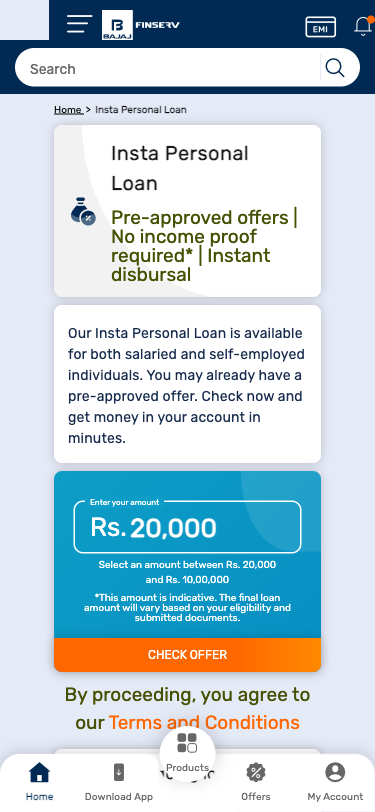 BAJAJ
FINSERV
EMI
Search
Home > Insta Personal Loan
Insta Personal
Loan
Pre-approved offers |
No income proof
required* | Instant
disbursal
Our Insta Personal Loan is available
for both salaried and self-employed
individuals. You may already have a
pre-approved offer. Check now and
get money in your account in
minutes.
Enter your amount
Rs. 20,000
Select an amount between Rs. 20,000
and Rs. 10,00,000
*This amount is indicative. The final loan
amount will vary based on your eligibility and
submitted documents.
CHECK OFFER
By proceeding, you agree to
our Terms and Conditions
Home
Download App
Products
Offers
My Account